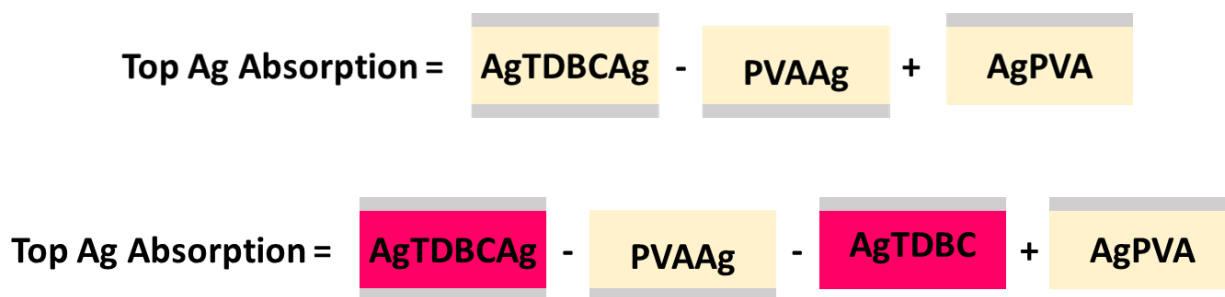 Top Ag Absorption = AgTDBCAg - PVAAg + AgPVA
Top Ag Absorption = AgTDBCAg - PVAAg - AgTDBC + AgPVA